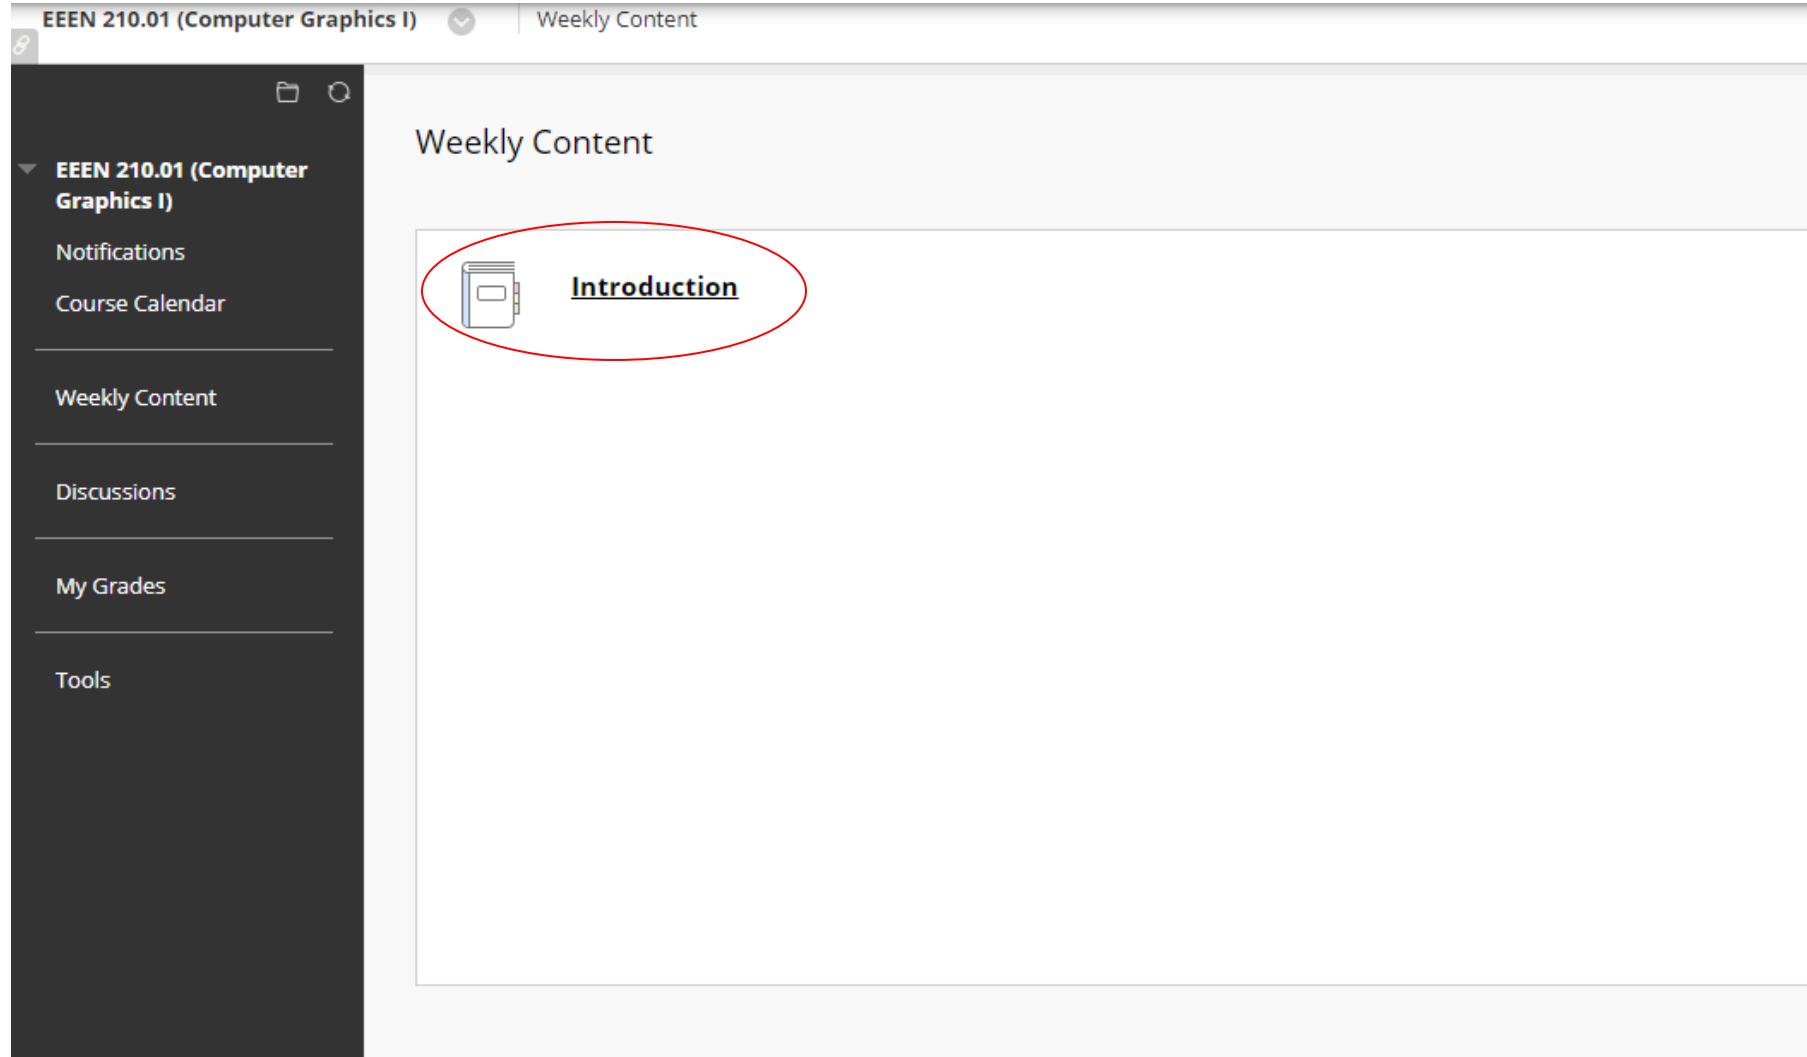 EEEN 210.01 (Computer Graphics I)
Weekly Content
EEEN 210.01 (Computer
Graphics I)
Notifications
Course Calendar
Weekly Content
Discussions
My Grades
Tools
Weekly Content
Introduction